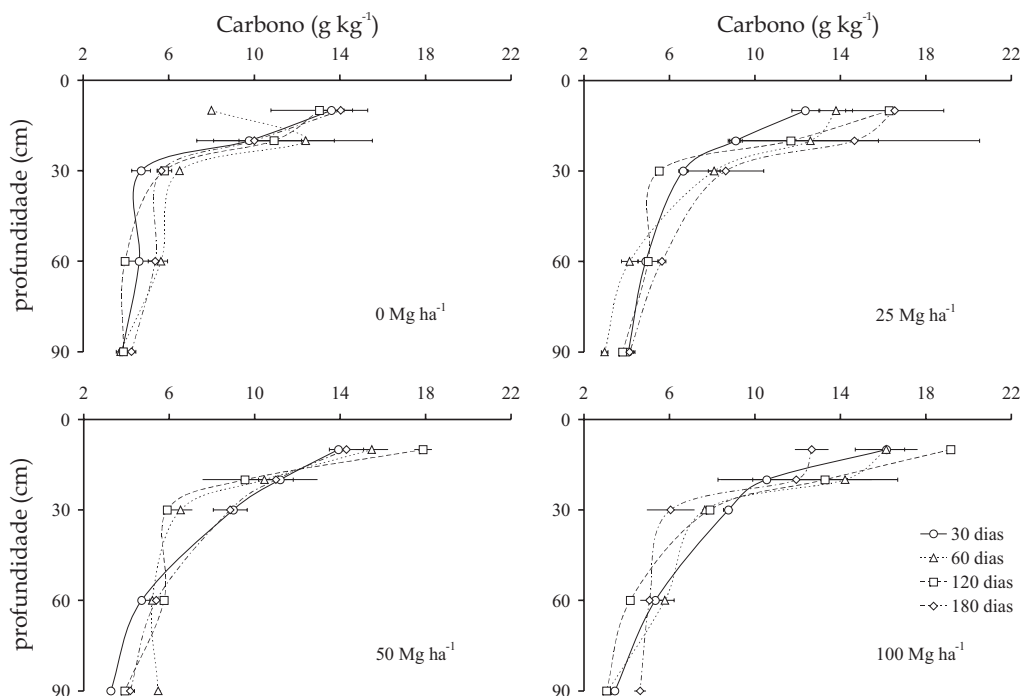 Carbono (g kg⁻¹) Carbono (g kg⁻¹)
2 6 10 14 18 22 2 6 10 14 18 22
0 0
30 30
60 60
90 90
profundidade (cm)
0 Mg ha⁻¹ 25 Mg ha⁻¹
2 6 10 14 18 22 2 6 10 14 18 22
0 0
30 30
60 60
90 90
profundidade (cm)
50 Mg ha⁻¹ 100 Mg ha⁻¹
30 dias
60 dias
120 dias
180 dias